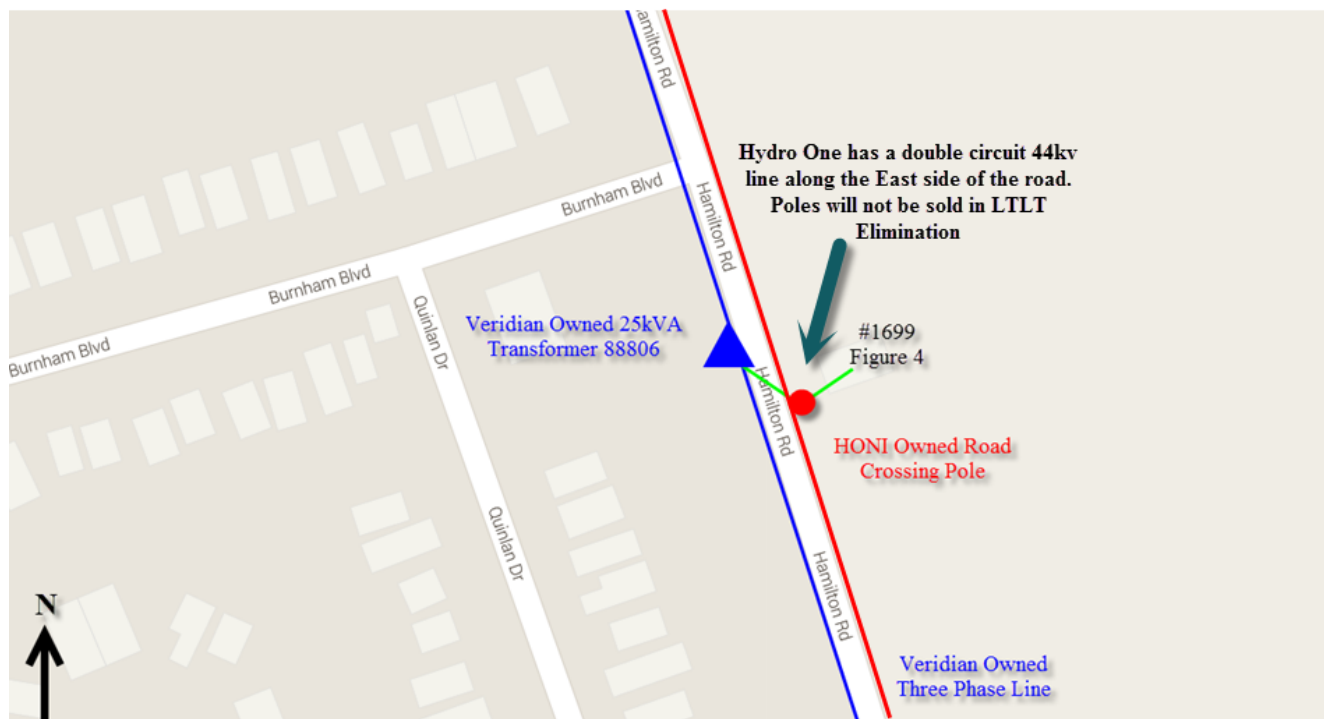 Hamilton Rd
Hydro One has a double circuit 44kv
line along the East side of the road.
Poles will not be sold in LTLT
Elimination
Burnham Blvd
Hamilton Rd
Burnham Blvd
Quinlan Dr
Burnham Blvd
Veridian Owned 25kVA
Transformer 88806
#1699
Figure 4
Hamilton Rd
HONI Owned Road
Crossing Pole
Quinlan Dr
Hamilton Rd
N
Veridian Owned
Three Phase Line